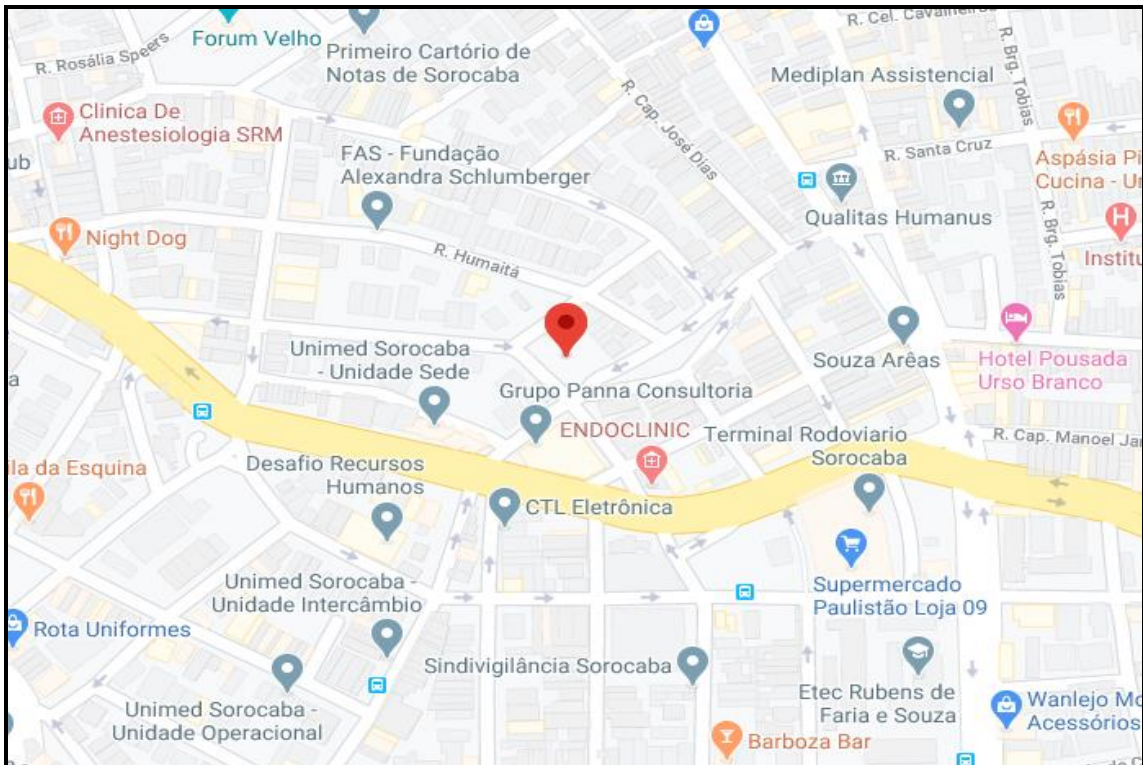 Forum Velho
R. Rosália Speers
Primeiro Cartório de
Notas de Sorocaba
R. Cel. Cavalheiros
R. Brg. Tobias
Mediplan Assistencial
Clinica De
Anestesiologia SRM
R. Cap. José Dias
ub
FAS - Fundação
Alexandra Schlumberger
R. Santa Cruz
Aspásia Pi
Cucina - Ur
Qualitas Humanus
R. Brg. Tobias
Night Dog
R. Humaitá
Institu
Unimed Sorocaba
- Unidade Sede
Souza Arêas
Hotel Pousada
Urso Branco
a
Grupo Panna Consultoria
ENDOCLINIC
Terminal Rodoviario
Sorocaba
R. Cap. Manoel Jan
ila da Esquina
Desafio Recursos
Humanos
CTL Eletrônica
Unimed Sorocaba -
Unidade Intercâmbio
Supermercado
Paulistão Loja 09
Rota Uniformes
Sindivigilância Sorocaba
Etec Rubens de
Faria e Souza
Unimed Sorocaba -
Unidade Operacional
Wanlejo Mo
Acessórios
Barboza Bar